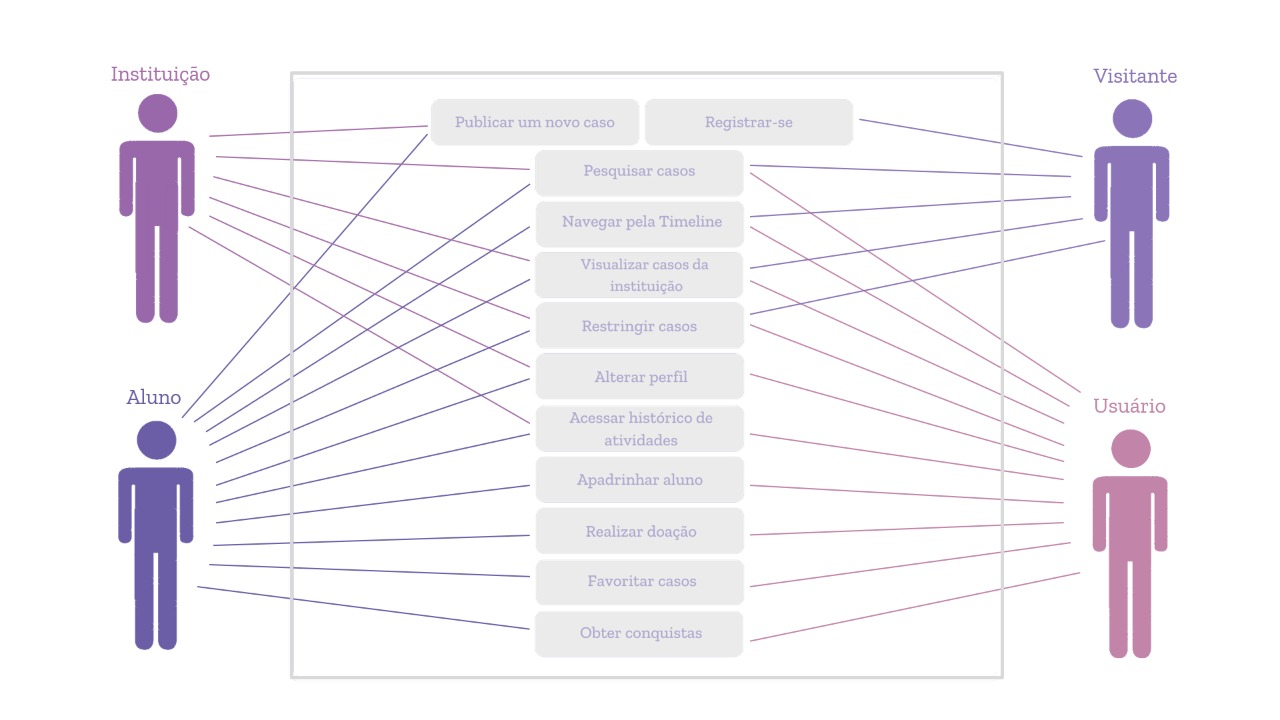 Instituição
Visitante
Publicar um novo caso
Registrar-se
Pesquisar casos
Navegar pela Timeline
Visualizar casos da
instituição
Restringir casos
Alterar perfil
Aluno
Usuário
Acessar histórico de
atividades
Apadrinhar aluno
Realizar doação
Favoritar casos
Obter conquistas